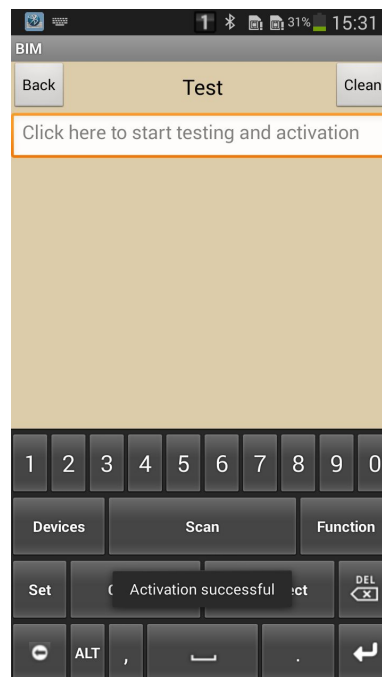 1 31% 15:31
BIM
Back Test Clean
Click here to start testing and activation
1 2 3 4 5 6 7 8 9 0
Devices Scan Function
Set Activation successful DEL
ALT , .